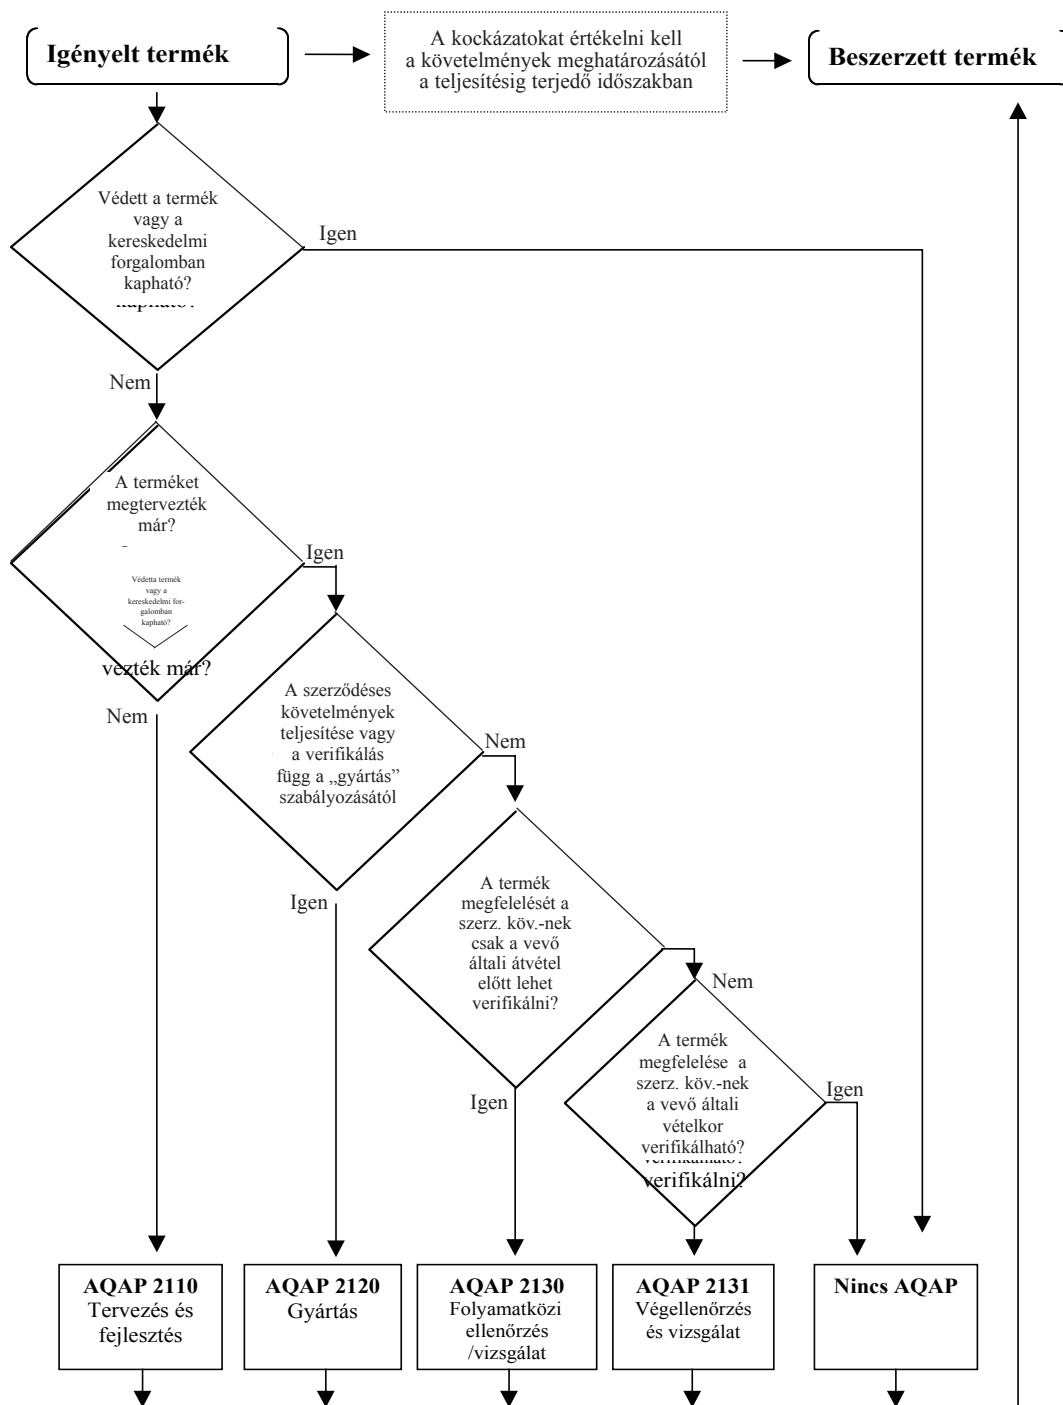 Igényelt termék
A kockázatokat értékelni kell
a követelmények meghatározásától
a teljesítésig terjedő időszakban
Beszerzett termék
Védett a termék
vagy a
kereskedelmi
forgalomban
kapható?
Igen
Nem
A terméket
megtervezték
már?
Védetta termék
vagy a
kereskedelmi for-
galomban
kapható?
vezték már?
Igen
Nem
A szerződéses
követelmények
teljesítése vagy
a verifikálás
függ a „gyártás”
szabályozásától
Nem
Igen
A termék
megfelelését a
szerz. köv.-nek
csak a vevő
általi átvétel
előtt lehet
verifikálni?
Nem
Igen
A termék
megfelelése a
szerz. köv.-nek
a vevő általi
vételkor
verifikálható?
verifikálni?
Igen
AQAP 2110
Tervezés és
fejlesztés
AQAP 2120
Gyártás
AQAP 2130
Folyamatközi
ellenőrzés
/vizsgálat
AQAP 2131
Végellenőrzés
és vizsgálat
Nincs AQAP